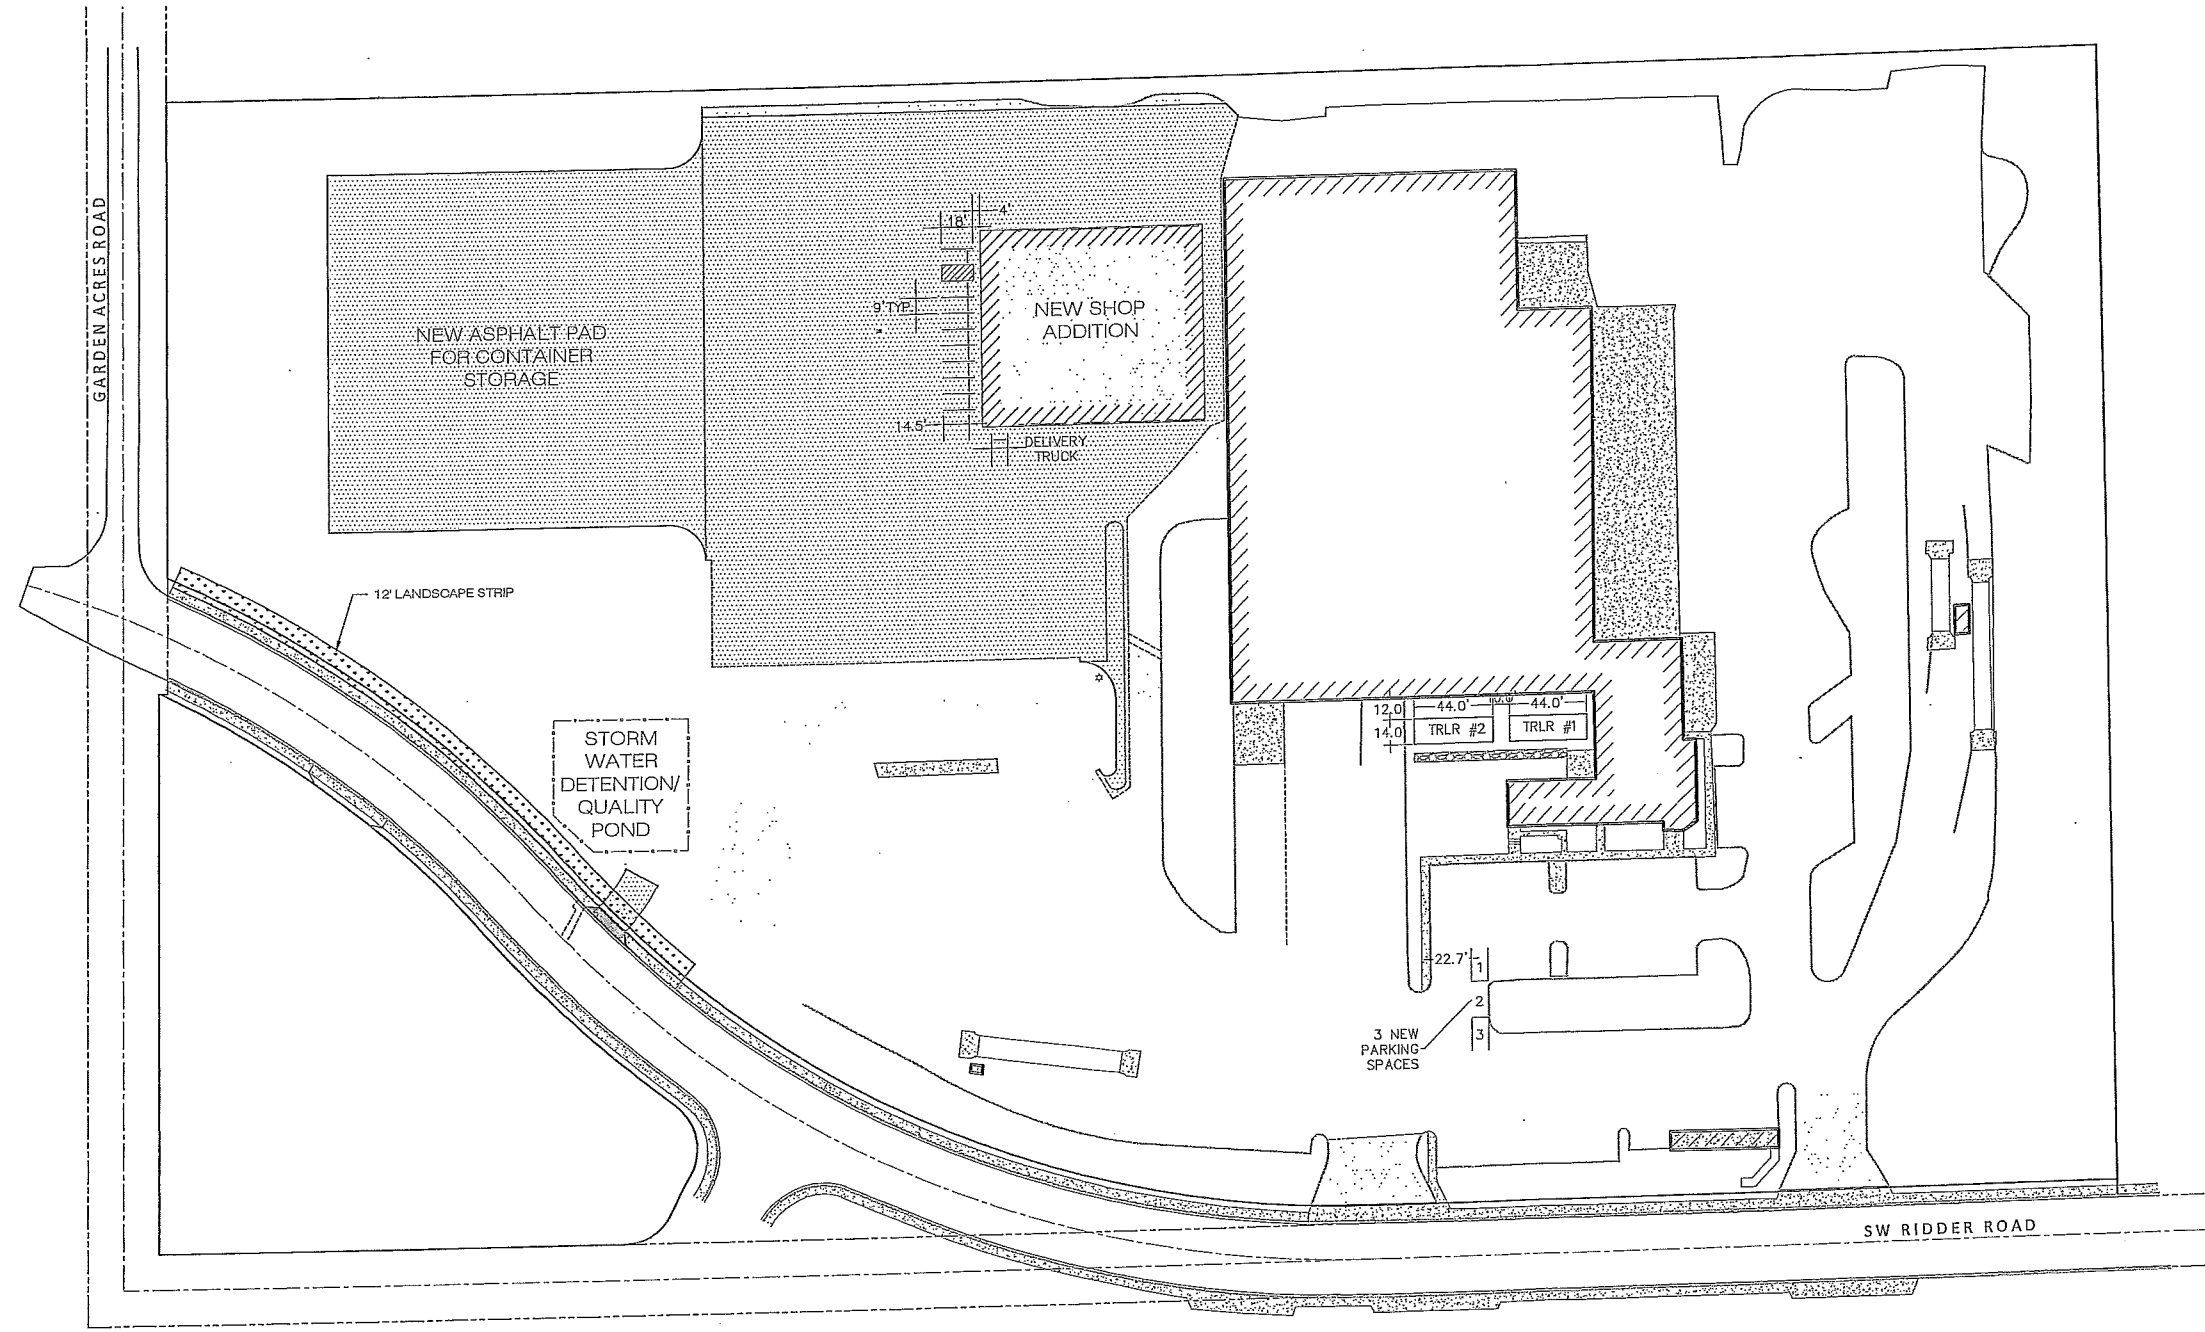 GARDEN ACRES ROAD
4'
18'
9' TYP.
NEW SHOP
ADDITION
NEW ASPHALT PAD
FOR CONTAINER
STORAGE
14.5'
DELIVERY
TRUCK
12' LANDSCAPE STRIP
STORM
WATER
DETENTION/
QUALITY
POND
12.0
44.0'
44.0'
14.0
TRLR #2
TRLR #1
22.7'
1
2
3
3 NEW
PARKING
SPACES
SW RIDDER ROAD